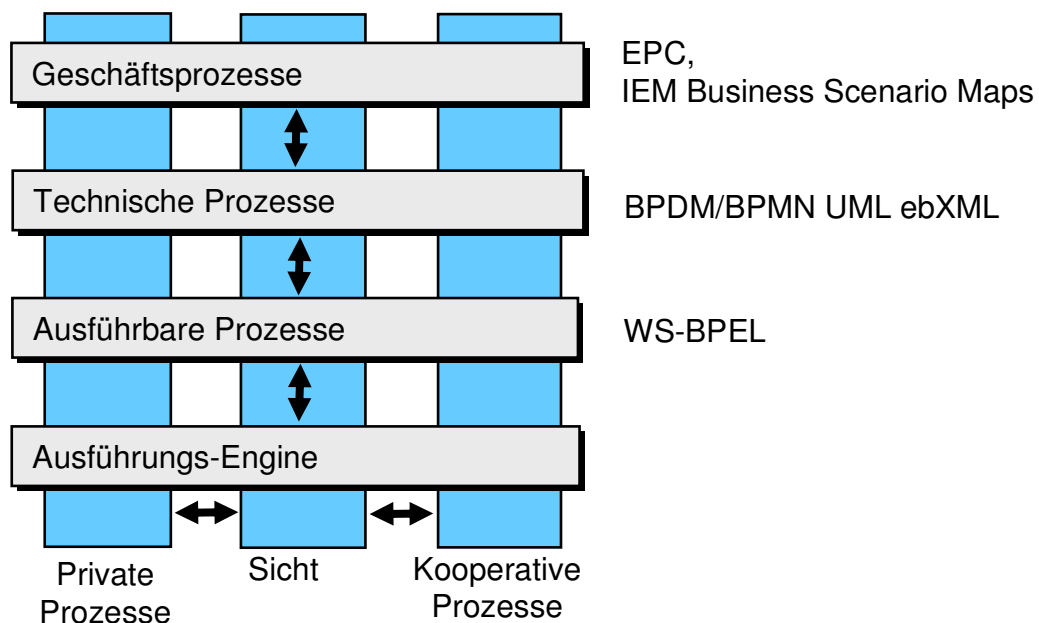 EPC,
Geschäftsprozesse
IEM Business Scenario Maps
Technische Prozesse
BPDM/BPMN UML ebXML
Ausführbare Prozesse
WS-BPEL
Ausführungs-Engine
Private
Prozesse
Sicht
Kooperative
Prozesse